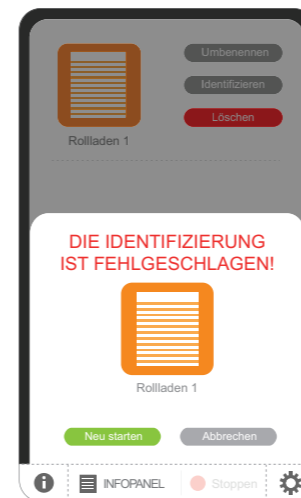 Umbenennen
Identifizieren
Löschen
Rollladen 1
DIE IDENTIFIZIERUNG
IST FEHLGESCHLAGEN!
Rollladen 1
Neu starten
Abbrechen
INFOPANEL
Stoppen